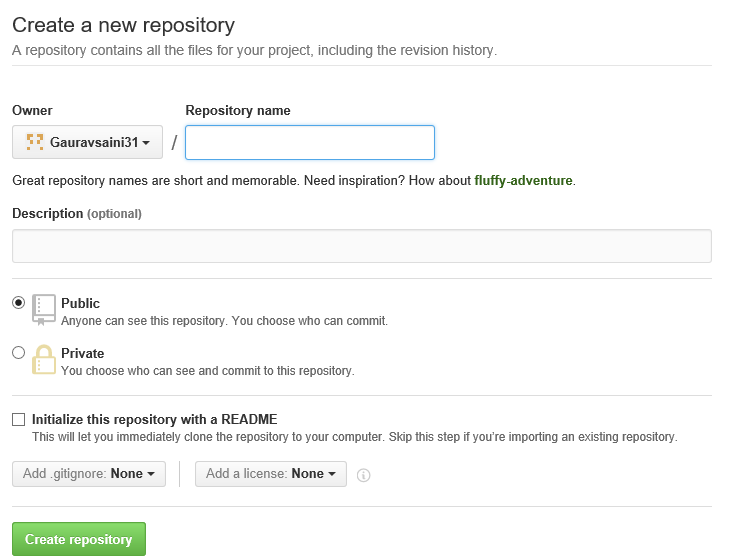 Create a new repository
A repository contains all the files for your project, including the revision history.
Owner
Repository name
Gauravsaini31
/
Great repository names are short and memorable. Need inspiration? How about fluffy-adventure.
Description (optional)
Public
Anyone can see this repository. You choose who can commit.
Private
You choose who can see and commit to this repository.
Initialize this repository with a README
This will let you immediately clone the repository to your computer. Skip this step if you’re importing an existing repository.
Add .gitignore: None
Add a license: None
Create repository